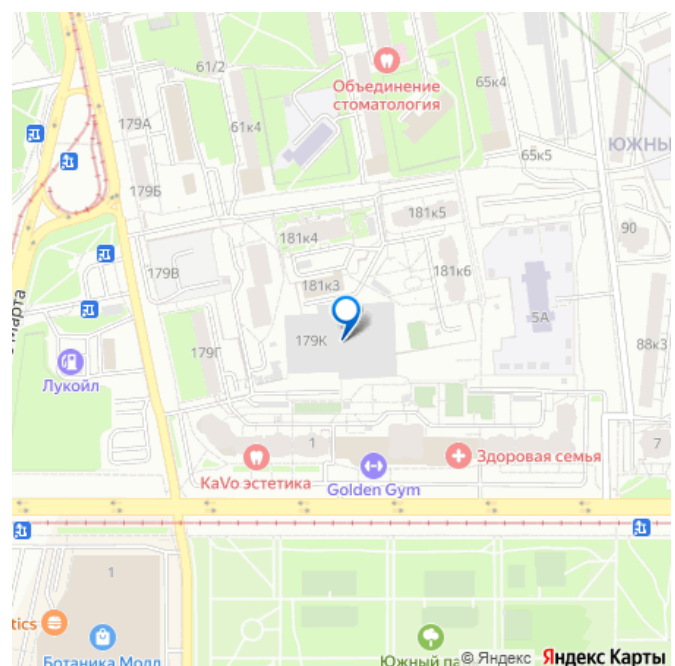 61/2
Объединение
стоматология
65к4
179А
61к4
ЮЖНЫ
65к5
179Б
181к5
90
181к4
179В
181к6
181к3
Марта
5А
179К
179Г
88к3
Лукойл
1
7
Здоровая семья
KaVo эстетика
Golden Gym
1
tics
Ботаника Молл
Южный па
© Яндекс Яндекс Карты